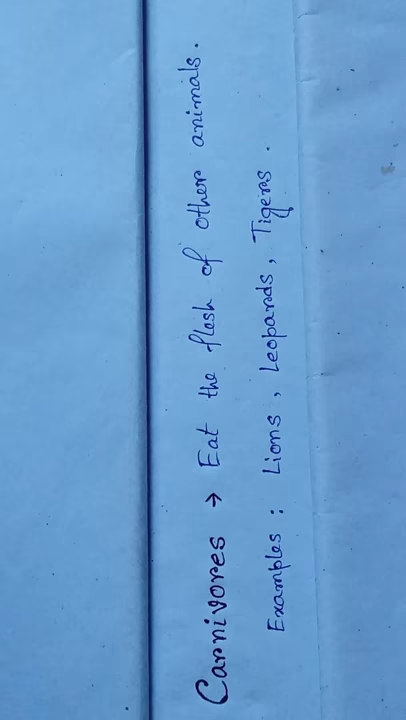 Carnivores → Eat the flesh of other animals.
Examples : Lions, Leopards, Tigers.